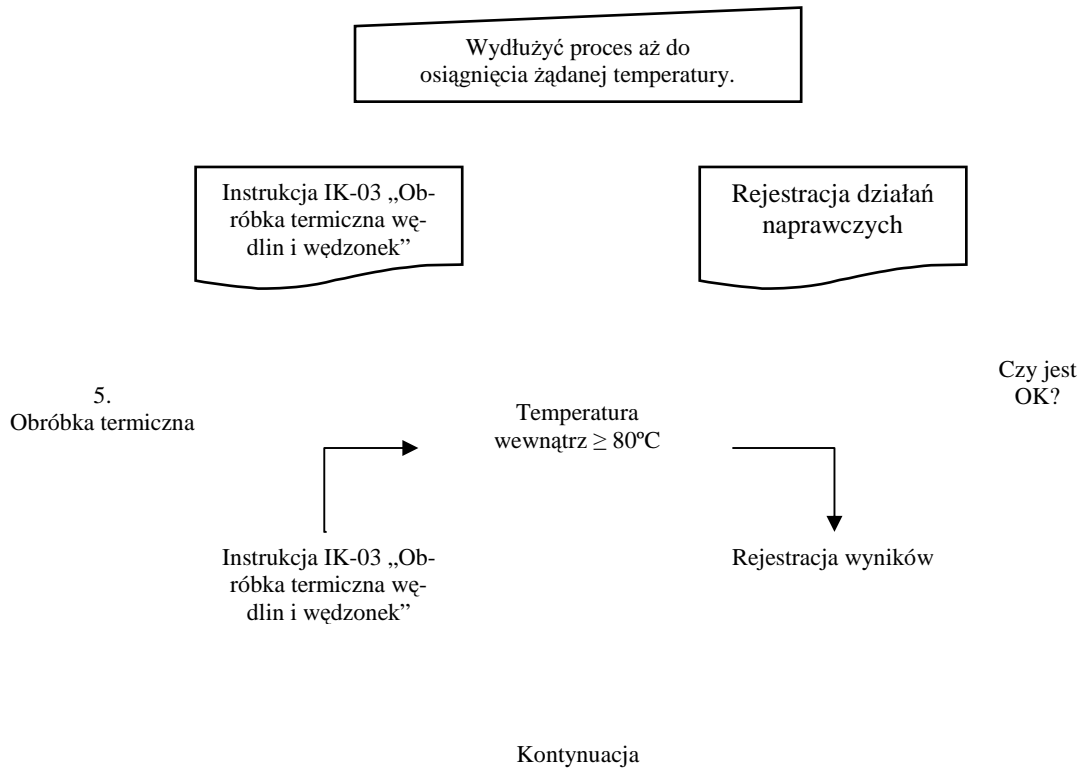 Wydłużyć proces aż do
osiągnięcia żądanej temperatury.
Instrukcja IK-03 „Ob-
róbka termiczna wę-
dlin i wędzonek”
Rejestracja działań
naprawczych
5.
Obróbka termiczna
Temperatura
wewnątrz ≥ 80ºC
Czy jest
OK?
Instrukcja IK-03 „Ob-
róbka termiczna wę-
dlin i wędzonek”
Rejestracja wyników
Kontynuacja